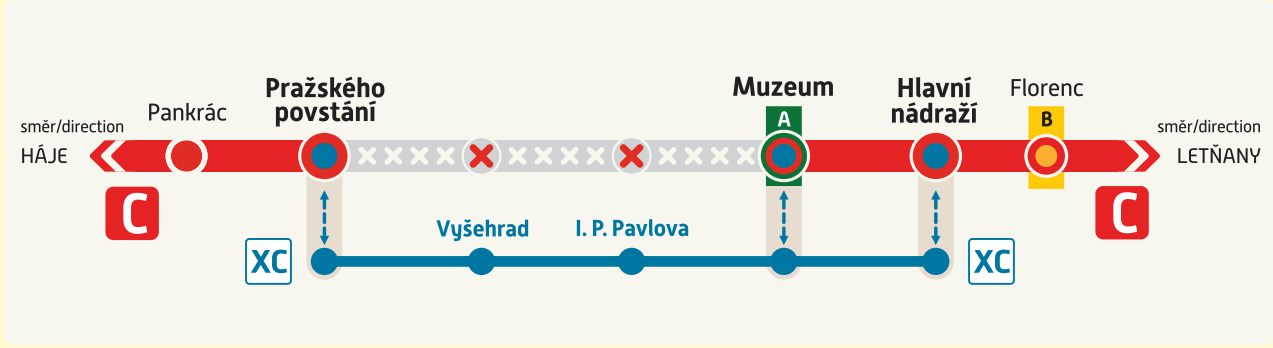 směr/direction
HÁJE
C
Pankrác
Pražského
povstání
Muzeum
A
Hlavní
nádraží
Florenc
B
směr/direction
LETŇANY
C
XC
Vyšehrad
I. P. Pavlova
XC